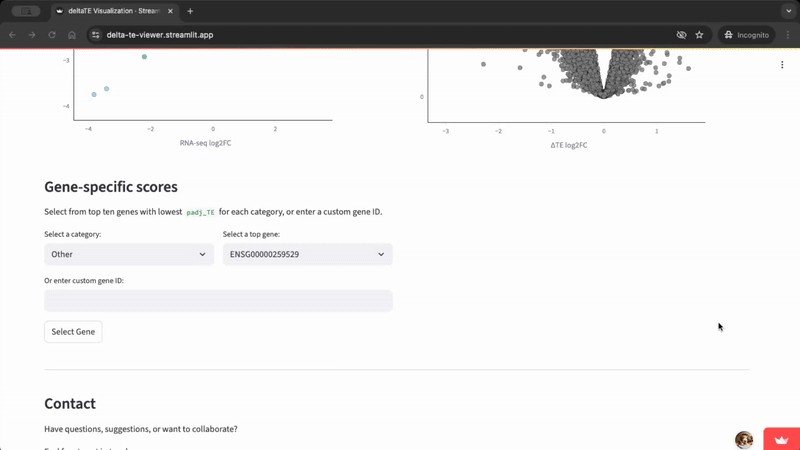 deltaTE Visualization · Stream
delta-te-viewer.streamlit.app
Incognito
−3
−4
−4
−2
0
2
RNA-seq log2FC
0
−3
−2
−1
0
1
ΔTE log2FC
Gene-specific scores
Select from top ten genes with lowest padj_TE for each category, or enter a custom gene ID.
Select a category:
Select a top gene:
Other
ENSG00000259529
Or enter custom gene ID:
Select Gene
Contact
Have questions, suggestions, or want to collaborate?